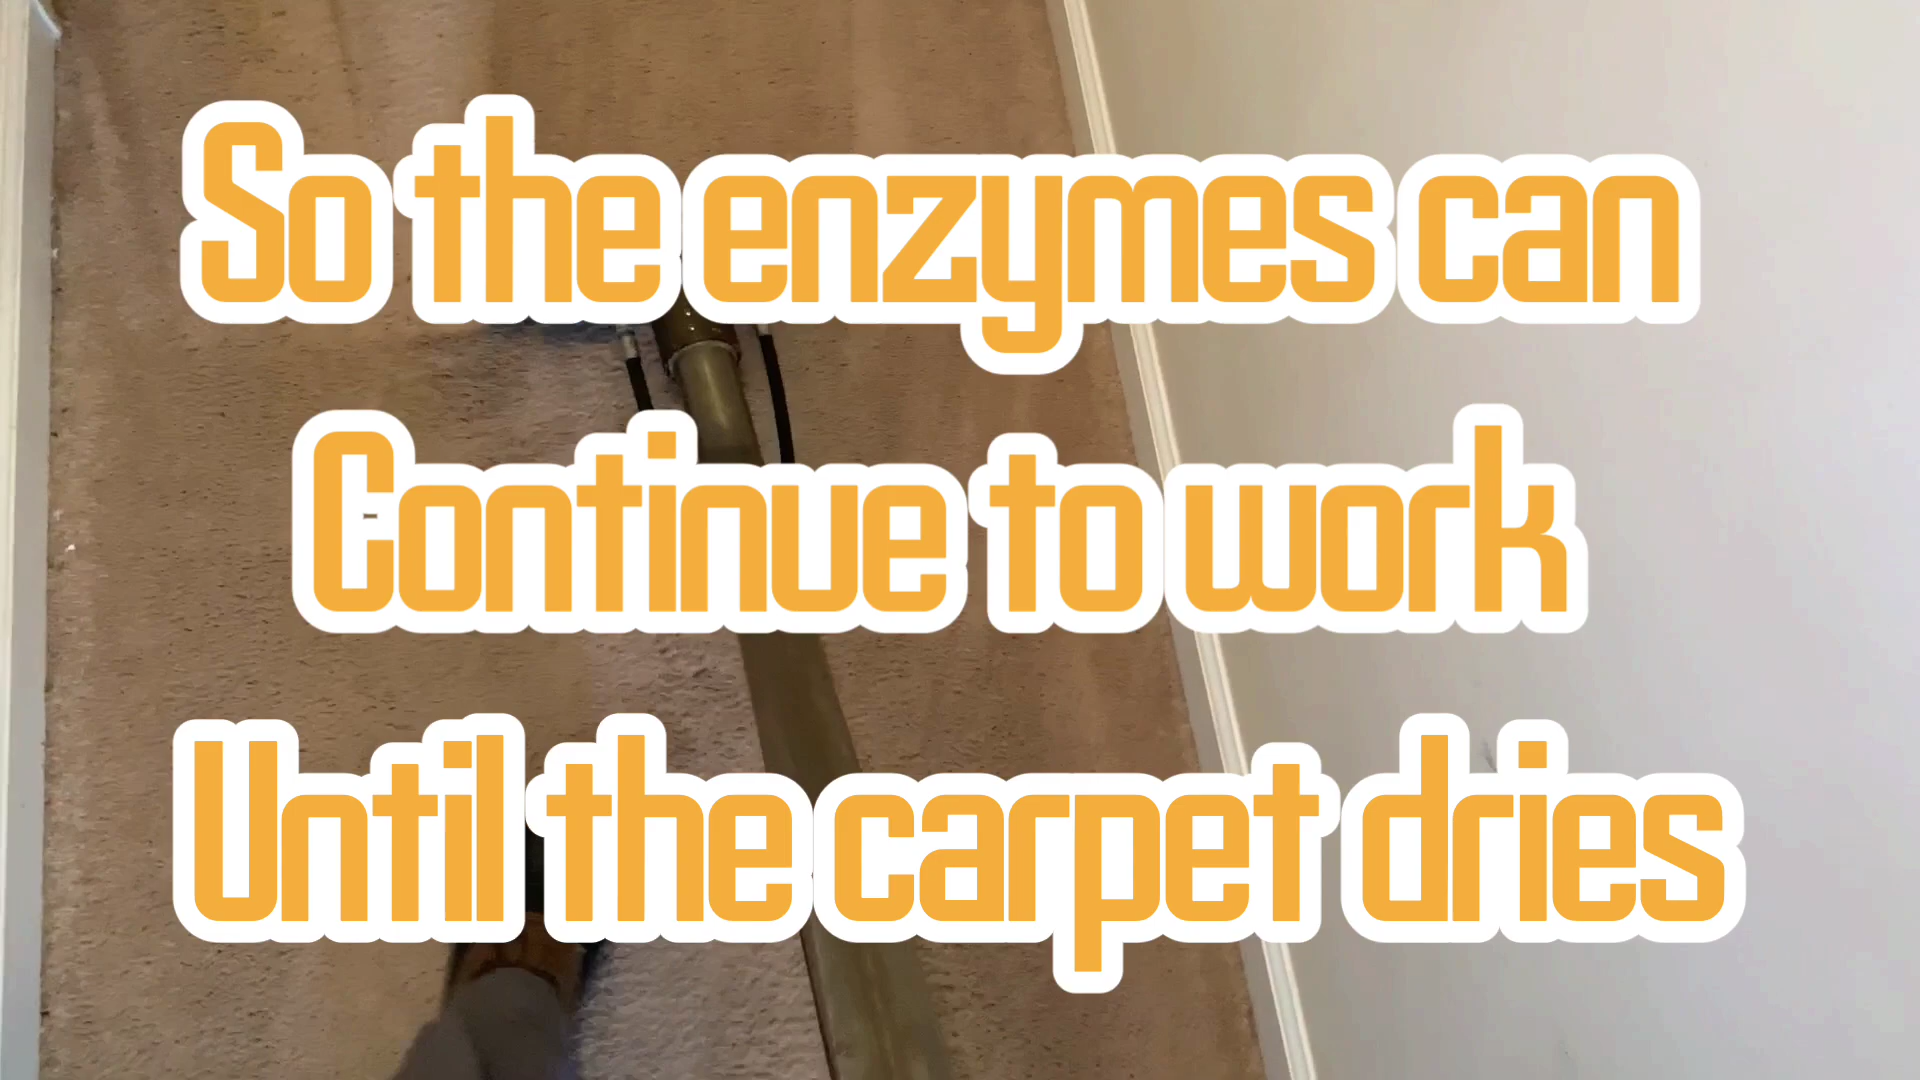 So the enzymes can
Continue to work
Until the carpet dries